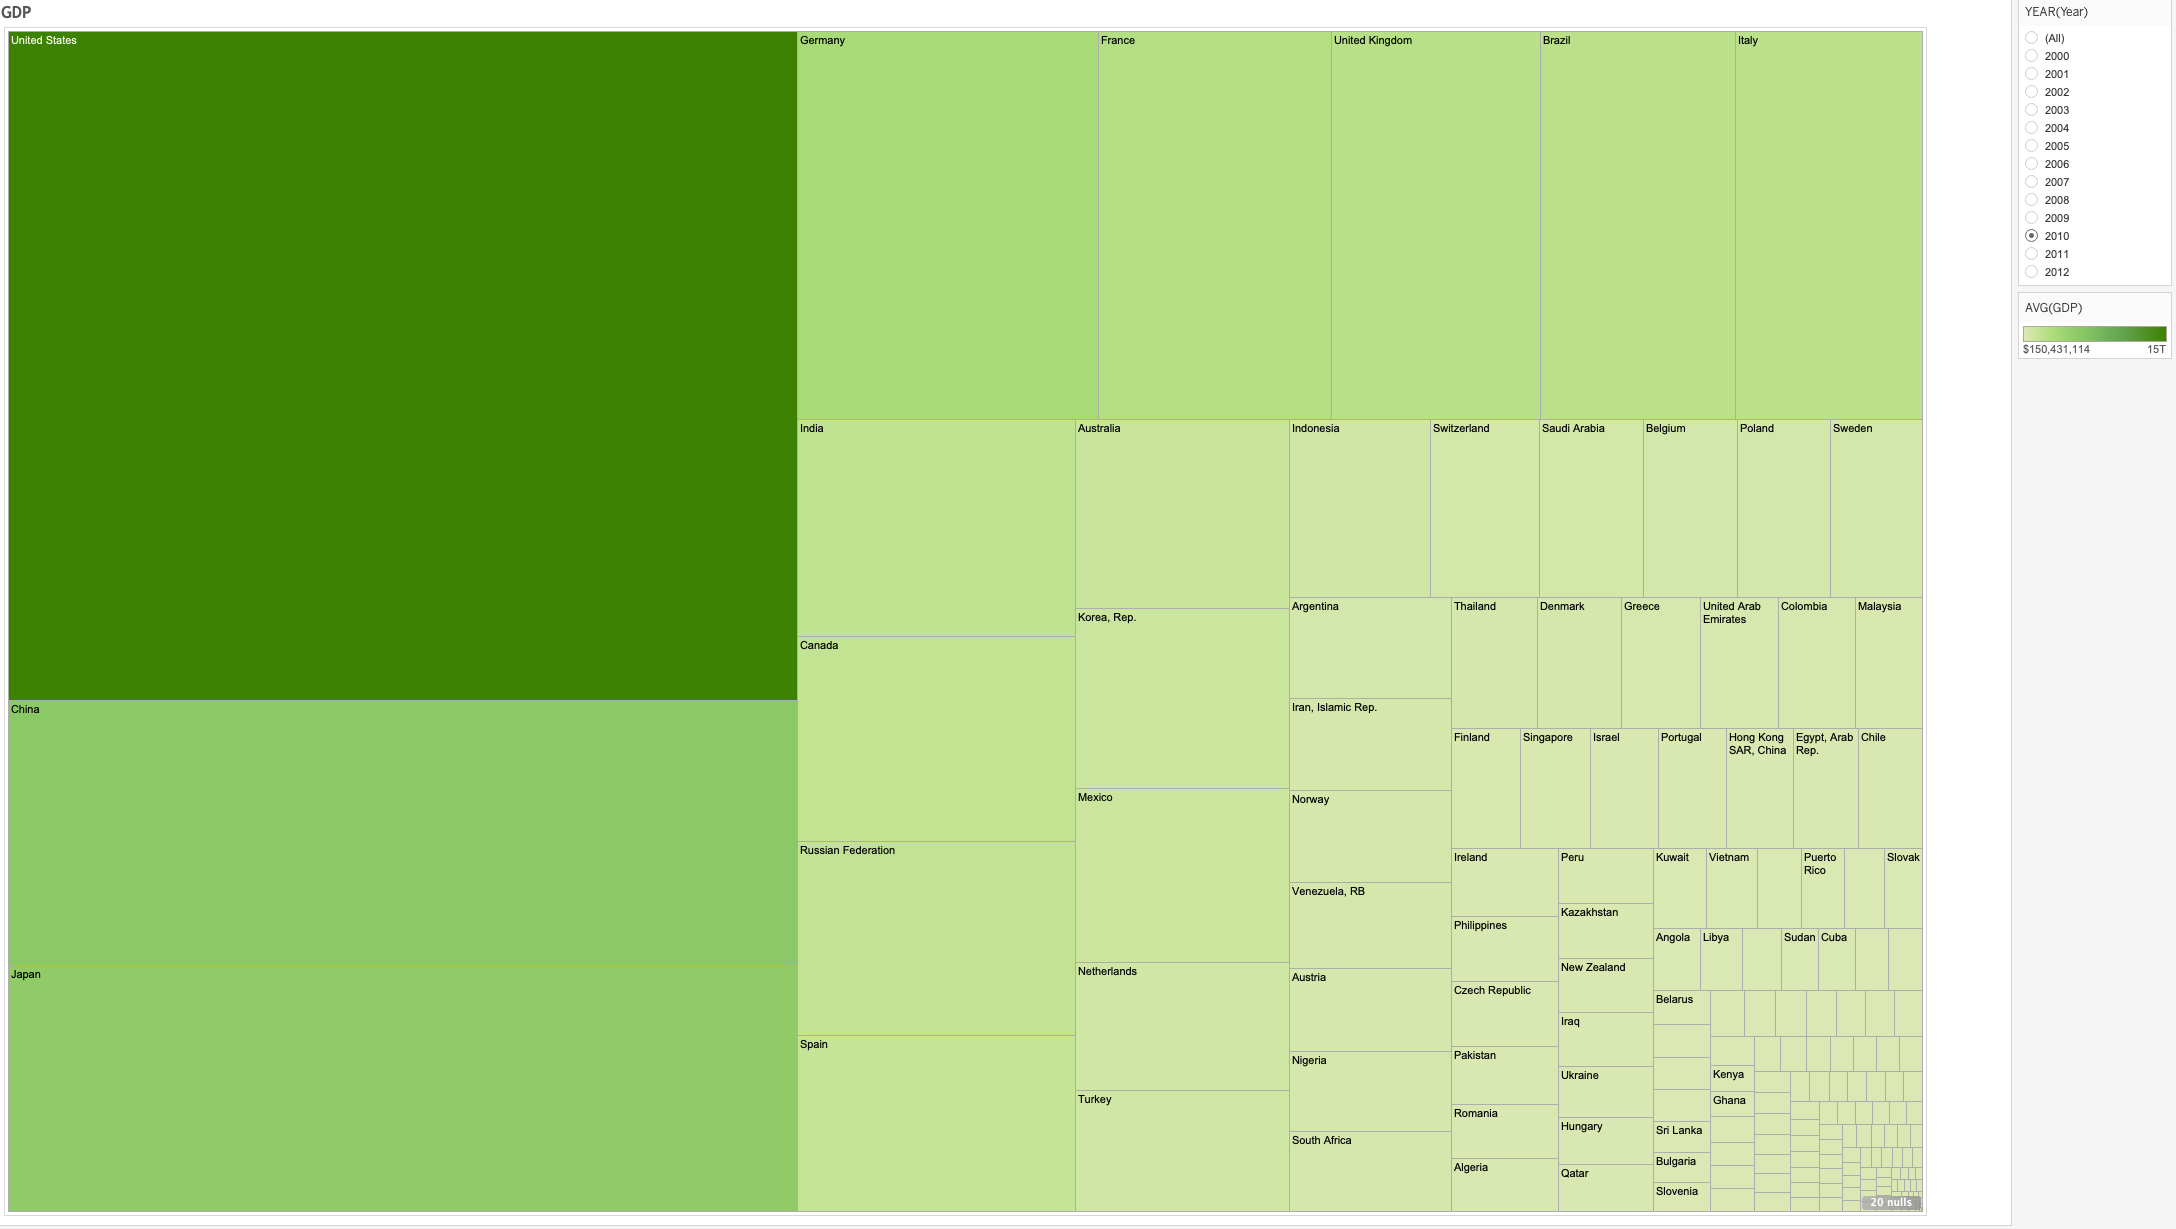 GDP
United States
Germany
France
United Kingdom
Brazil
Italy
India
Australia
Indonesia
Switzerland
Saudi Arabia
Belgium
Poland
Sweden
Argentina
Thailand
Denmark
Greece
United Arab
Emirates
Colombia
Malaysia
Korea, Rep.
Canada
China
Iran, Islamic Rep.
Finland
Singapore
Israel
Portugal
Hong Kong
SAR, China
Egypt, Arab
Rep.
Chile
Mexico
Norway
Russian Federation
Ireland
Peru
Kuwait
Vietnam
Puerto
Rico
Slovak
Venezuela, RB
Kazakhstan
Philippines
Angola
Libya
Sudan
Cuba
Japan
Netherlands
Austria
New Zealand
Czech Republic
Belarus
Iraq
Spain
Nigeria
Pakistan
Ukraine
Kenya
Turkey
Ghana
Romania
Hungary
Sri Lanka
South Africa
Algeria
Qatar
Bulgaria
Slovenia
20 nulls
YEAR(Year)
(All)
2000
2001
2002
2003
2004
2005
2006
2007
2008
2009
2010
2011
2012
AVG(GDP)
$150,431,114 15T